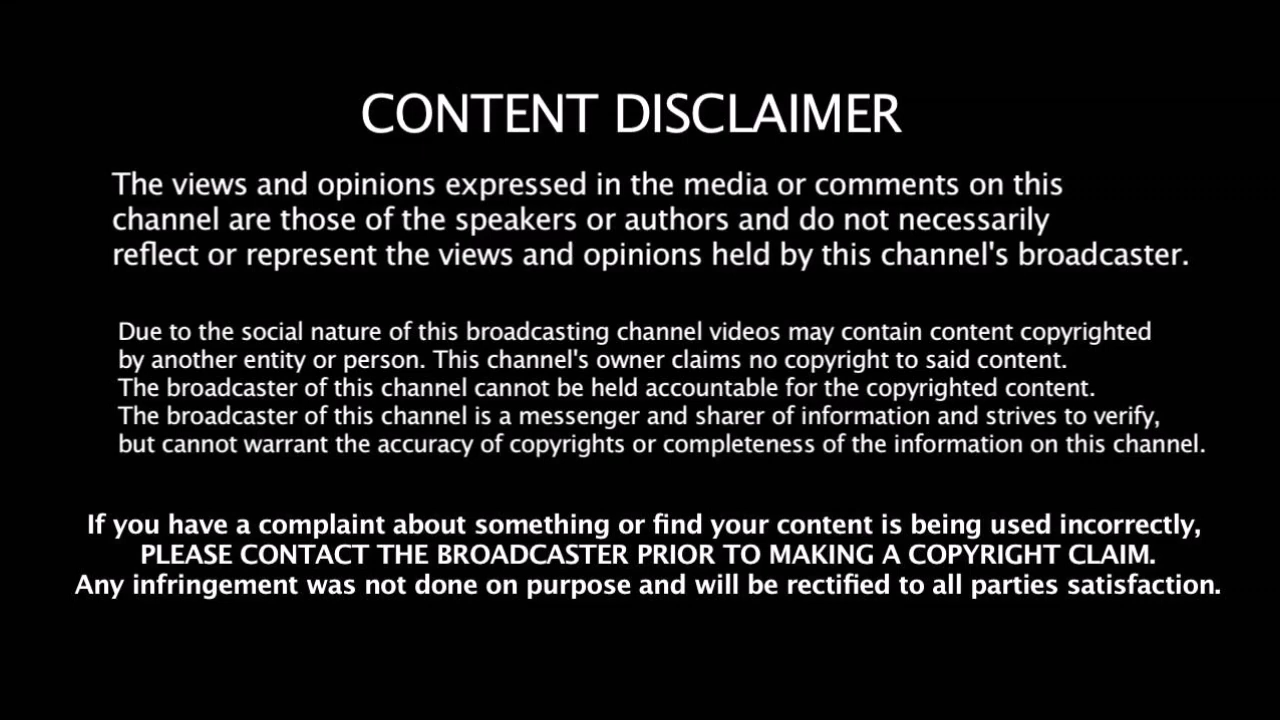 CONTENT DISCLAIMER
The views and opinions expressed in the media or comments on this
channel are those of the speakers or authors and do not necessarily
reflect or represent the views and opinions held by this channel's broadcaster.
Due to the social nature of this broadcasting channel videos may contain content copyrighted
by another entity or person. This channel's owner claims no copyright to said content.
The broadcaster of this channel cannot be held accountable for the copyrighted content.
The broadcaster of this channel is a messenger and sharer of information and strives to verify,
but cannot warrant the accuracy of copyrights or completeness of the information on this channel.
If you have a complaint about something or find your content is being used incorrectly,
PLEASE CONTACT THE BROADCASTER PRIOR TO MAKING A COPYRIGHT CLAIM.
Any infringement was not done on purpose and will be rectified to all parties satisfaction.